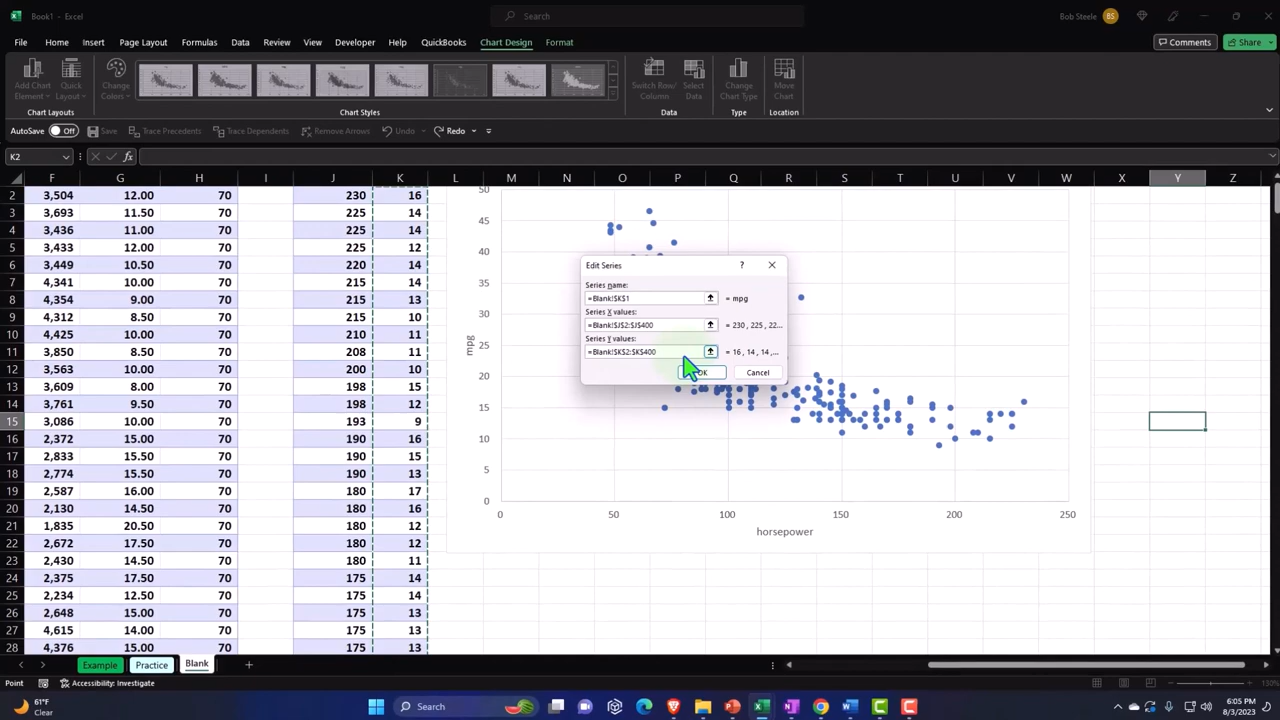 Book1 - Excel
Search
Bob Steele BS
File Home Insert Page Layout Formulas Data Review View Developer Help QuickBooks Chart Design Format Comments Share
Add Chart Element Quick Layout Change Colors Switch Row/ Column Select Data Change Chart Type Move Chart
Chart Layouts Chart Styles Data Type Location
AutoSave Off Save Trace Precedents Trace Dependents Remove Arrows Undo Redo
K2 fx
F G H I J K L M N O P Q R S T U V W X Y Z
2 3,504 12.00 70 230 16
3 3,693 11.50 70 225 14
4 3,436 11.00 70 225 14
5 3,433 12.00 70 225 12
6 3,449 10.50 70 220 14
7 4,341 10.00 70 215 14
8 4,354 9.00 70 215 13
9 4,312 8.50 70 215 10
10 4,425 10.00 70 210 11
11 3,850 8.50 70 208 11
12 3,563 10.00 70 200 10
13 3,609 8.00 70 198 15
14 3,761 9.50 70 198 12
15 3,086 10.00 70 193 9
16 2,372 15.00 70 190 16
17 2,833 15.50 70 190 15
18 2,774 15.50 70 190 13
19 2,587 16.00 70 180 17
20 2,130 14.50 70 180 16
21 1,835 20.50 70 180 12
22 2,672 17.50 70 180 12
23 2,430 14.50 70 180 11
24 2,375 17.50 70 175 14
25 2,234 12.50 70 175 14
26 2,648 15.00 70 175 13
27 4,615 14.00 70 175 13
28 4,376 15.00 70 175 13
50
45
40
35
30
25
20
15
10
5
0
mpg
0 50 100 150 200 250
horsepower
Edit Series ?
Series name:
=Blank!$K$1 = mpg
Series X values:
=Blank!$J$2:$J$400 = 230 , 225 , 22...
Series Y values:
=Blank!$K$2:$K$400 = 16 , 14 , 14 ,...
OK Cancel
Example Practice Blank
Point Accessibility: Investigate 130%
61°F
Clear
Search
6:05 PM
8/3/2023